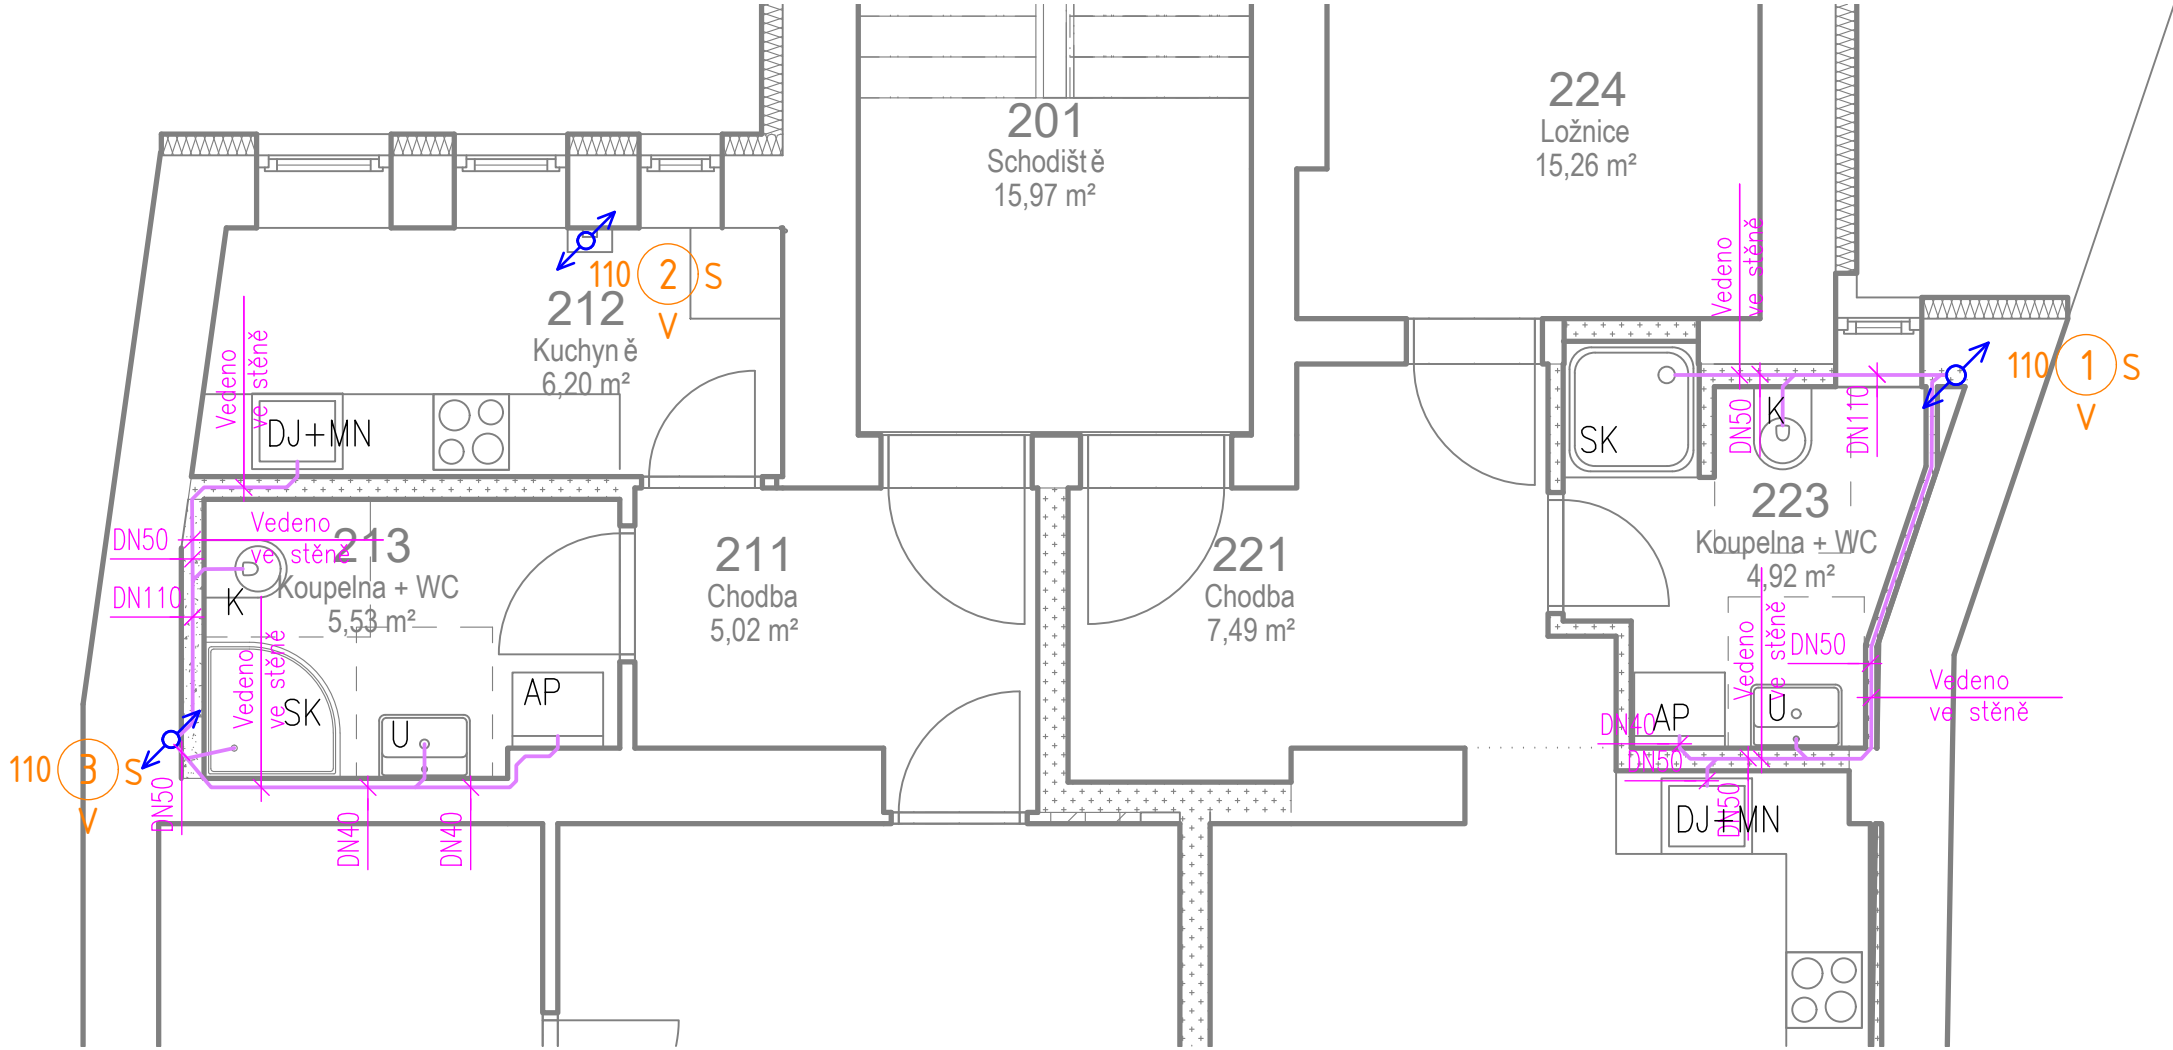 201
Schodiště
15,97 m²
224
Ložnice
15,26 m²
110 2 S
V
212
Kuchyně
6,20 m²
Vedeno
ve stěně
DJ+MN
Vedeno
ve stěně
110 1 S
V
DN50
K
DN110
SK
DN50
DN110
Vedeno
ve stěně
213
Koupelna + WC
5,53 m²
K
Vedeno
ve stěně
SK
U
AP
110 3 S
V
DN50
DN40
DN40
211
Chodba
5,02 m²
221
Chodba
7,49 m²
223
Koupelna + WC
4,92 m²
Vedeno
ve stěně
DN50
Vedeno
ve stěně
DN40
AP
U
DN50
DN50
DJ+MN